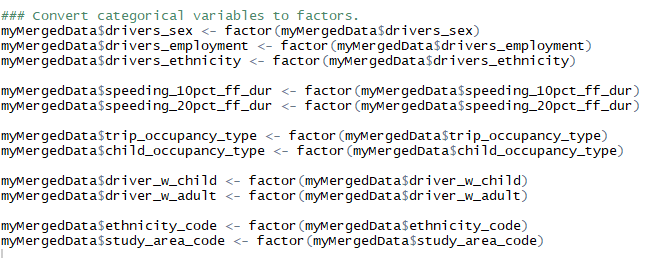 ### Convert categorical variables to factors.
myMergedData$drivers_sex <- factor(myMergedData$drivers_sex)
myMergedData$drivers_employment <- factor(myMergedData$drivers_employment)
myMergedData$drivers_ethnicity <- factor(myMergedData$drivers_ethnicity)
myMergedData$speeding_10pct_ff_dur <- factor(myMergedData$speeding_10pct_ff_dur)
myMergedData$speeding_20pct_ff_dur <- factor(myMergedData$speeding_20pct_ff_dur)
myMergedData$trip_occupancy_type <- factor(myMergedData$trip_occupancy_type)
myMergedData$child_occupancy_type <- factor(myMergedData$child_occupancy_type)
myMergedData$driver_w_child <- factor(myMergedData$driver_w_child)
myMergedData$driver_w_adult <- factor(myMergedData$driver_w_adult)
myMergedData$ethnicity_code <- factor(myMergedData$ethnicity_code)
myMergedData$study_area_code <- factor(myMergedData$study_area_code)